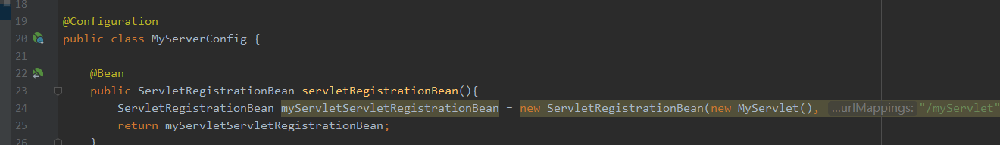 18
19 @Configuration
20 public class MyServerConfig {
21
22 @Bean
23 public ServletRegistrationBean servletRegistrationBean(){
24 ServletRegistrationBean myServletServletRegistrationBean = new ServletRegistrationBean(new MyServlet(), ...urlMappings: "/myServlet"
25 return myServletServletRegistrationBean;
26 }